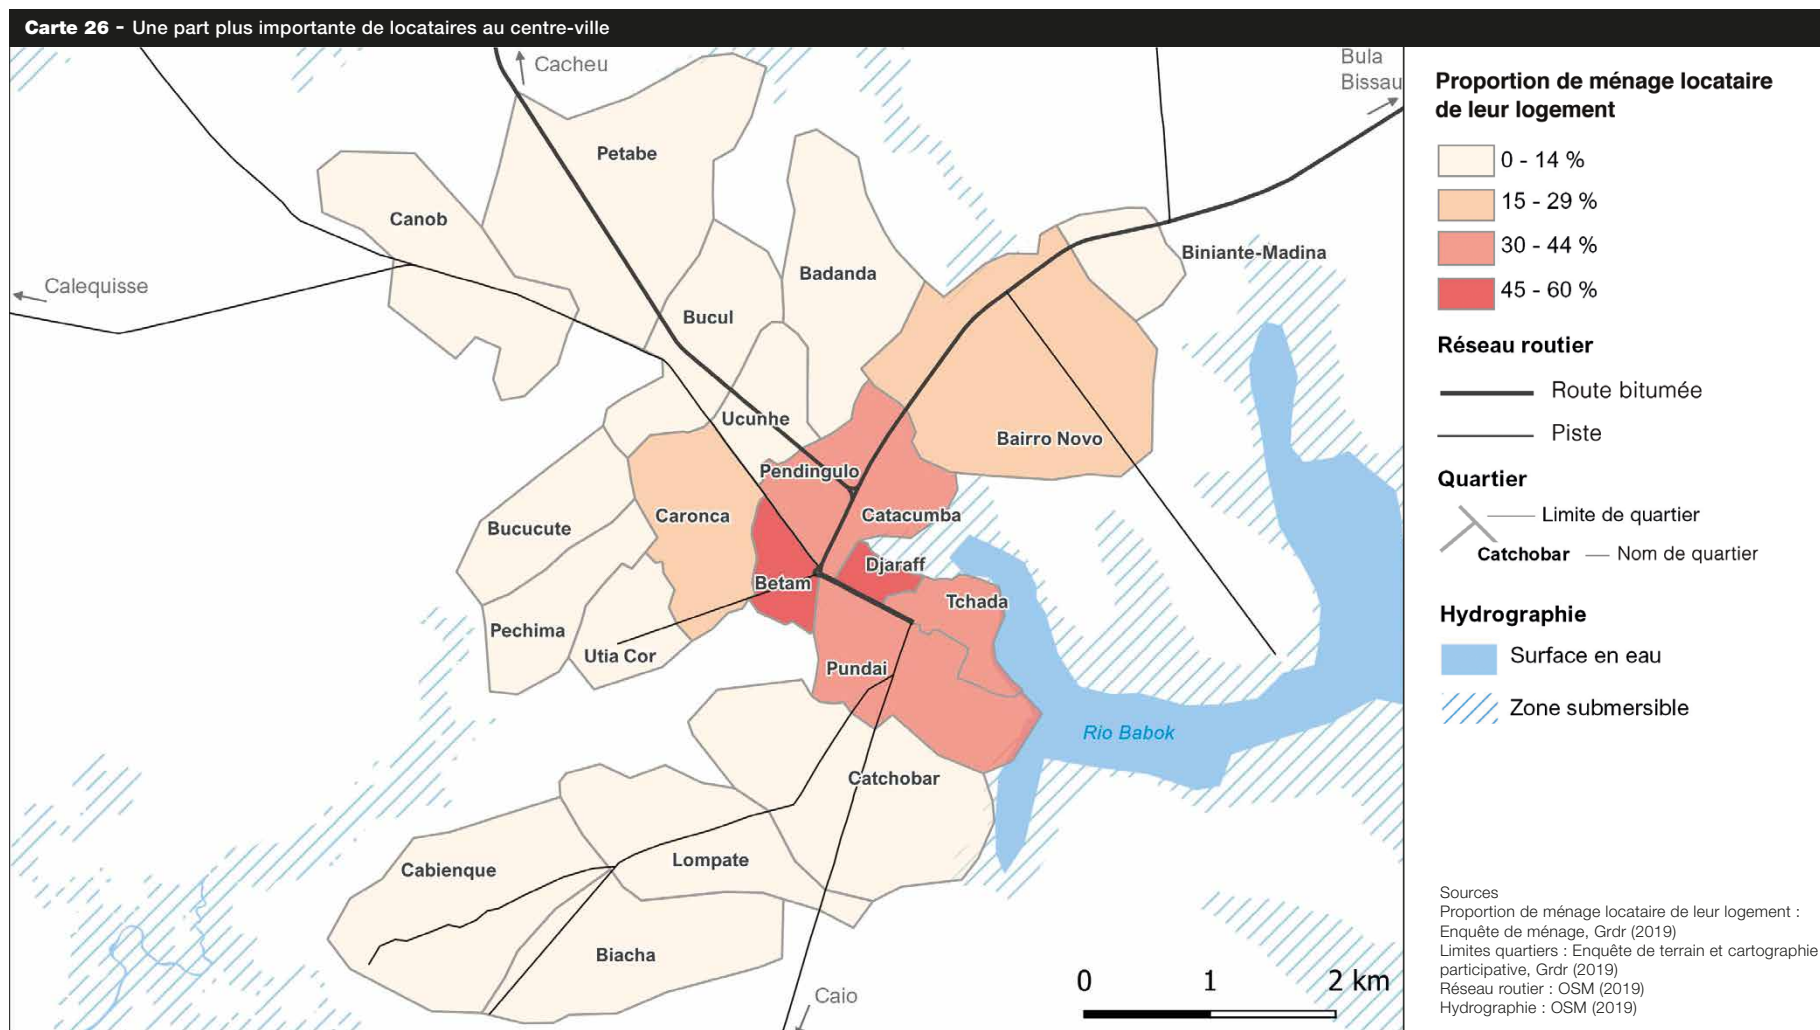 Carte 26 - Une part plus importante de locataires au centre-ville
Cacheu
Bula
Bissau
Petabe
Canob
Calequisse
Badanda
Biniante-Madina
Bucul
Ucunhe
Bairro Novo
Pendingulo
Caronca
Catacumba
Bucucute
Djaraff
Betam
Tchada
Pechima
Utia Cor
Pundai
Rio Babok
Catchobar
Lompate
Cabienque
Biacha
Caio
0 1 2 km
Proportion de ménage locataire
de leur logement
0 - 14 %
15 - 29 %
30 - 44 %
45 - 60 %
Réseau routier
Route bitumée
Piste
Quartier
Limite de quartier
Catchobar — Nom de quartier
Hydrographie
Surface en eau
Zone submersible
Sources
Proportion de ménage locataire de leur logement :
Enquête de ménage, Grdr (2019)
Limites quartiers : Enquête de terrain et cartographie
participative, Grdr (2019)
Réseau routier : OSM (2019)
Hydrographie : OSM (2019)